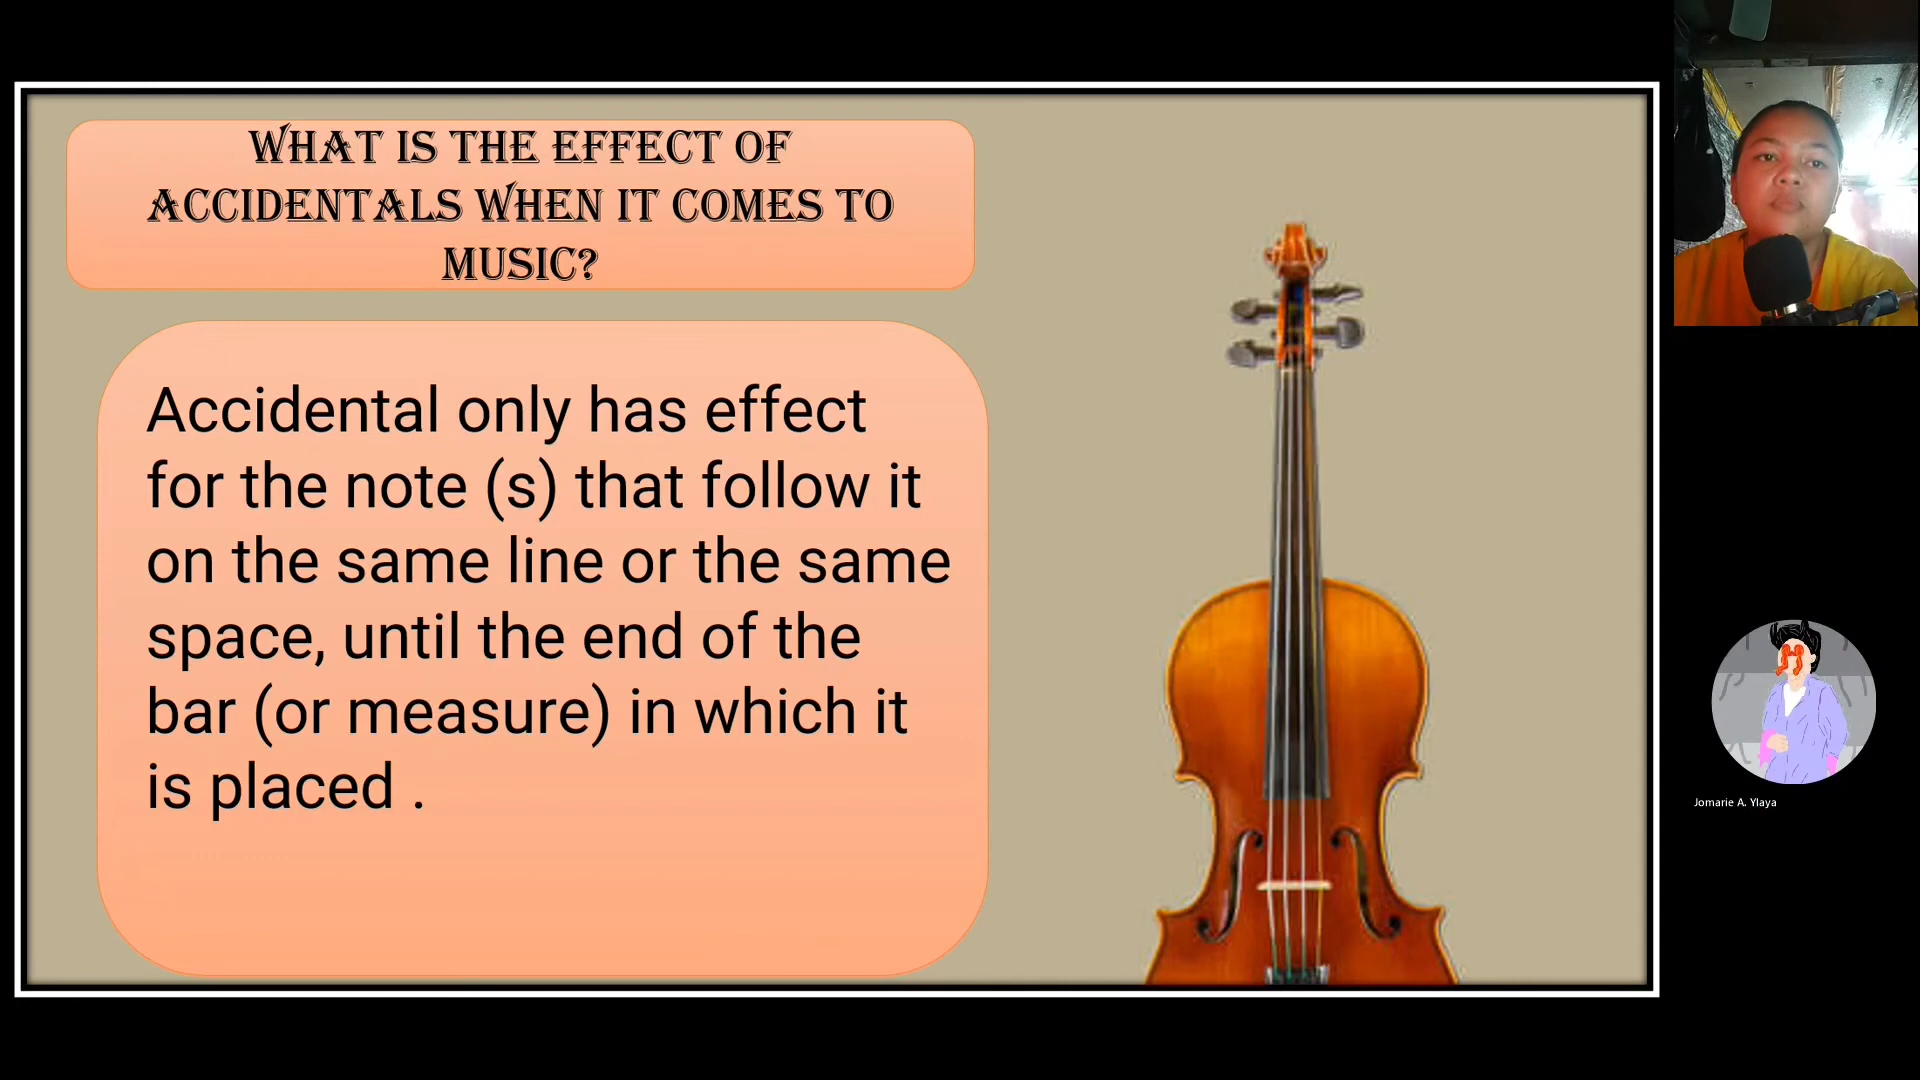 WHAT IS THE EFFECT OF
ACCIDENTALS WHEN IT COMES TO
MUSIC?
Accidental only has effect
for the note (s) that follow it
on the same line or the same
space, until the end of the
bar (or measure) in which it
is placed .
Jomarie A. Ylaya